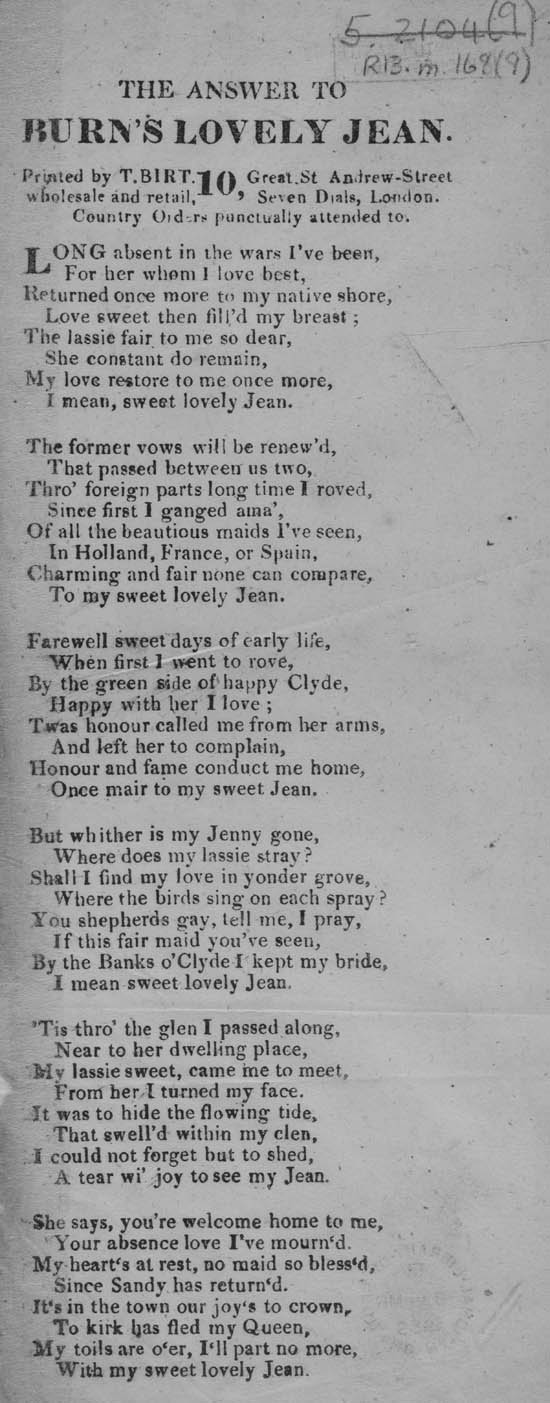 5. 2104(9)
RB.m.168(9)
THE ANSWER TO
BURN'S LOVELY JEAN.
Printed by T. BIRT. 10, Great St Andrew-Street
wholesale and retail, Seven Dials, London.
Country Orders punctually attended to.
LONG absent in the wars I've been,
For her whom I love best,
Returned once more to my native shore,
Love sweet then fill'd my breast ;
The lassie fair to me so dear,
She constant do remain,
My love restore to me once more,
I mean, sweet lovely Jean.
The former vows will be renew'd,
That passed between us two,
Thro' foreign parts long time I roved,
Since first I ganged ama',
Of all the beautious maids I've seen,
In Holland, France, or Spain,
Charming and fair none can compare,
To my sweet lovely Jean.
Farewell sweet days of early life,
When first I went to rove,
By the green side of happy Clyde,
Happy with her I love ;
Twas honour called me from her arms,
And left her to complain,
Honour and fame conduct me home,
Once mair to my sweet Jean.
But whither is my Jenny gone,
Where does my lassie stray?
Shall I find my love in yonder grove,
Where the birds sing on each spray?
You shepherds gay, tell me, I pray,
If this fair maid you've seen,
By the Banks o'Clyde I kept my bride,
I mean sweet lovely Jean.
'Tis thro' the glen I passed along,
Near to her dwelling place,
My lassie sweet, came me to meet,
From her I turned my face.
It was to hide the flowing tide,
That swell'd within my clen,
I could not forget but to shed,
A tear wi' joy to see my Jean.
She says, you're welcome home to me,
Your absence love I've mourn'd.
My heart's at rest, no maid so bless'd,
Since Sandy has return'd.
It's in the town our joy's to crown,
To kirk has fled my Queen,
My toils are o'er, I'll part no more,
With my sweet lovely Jean.